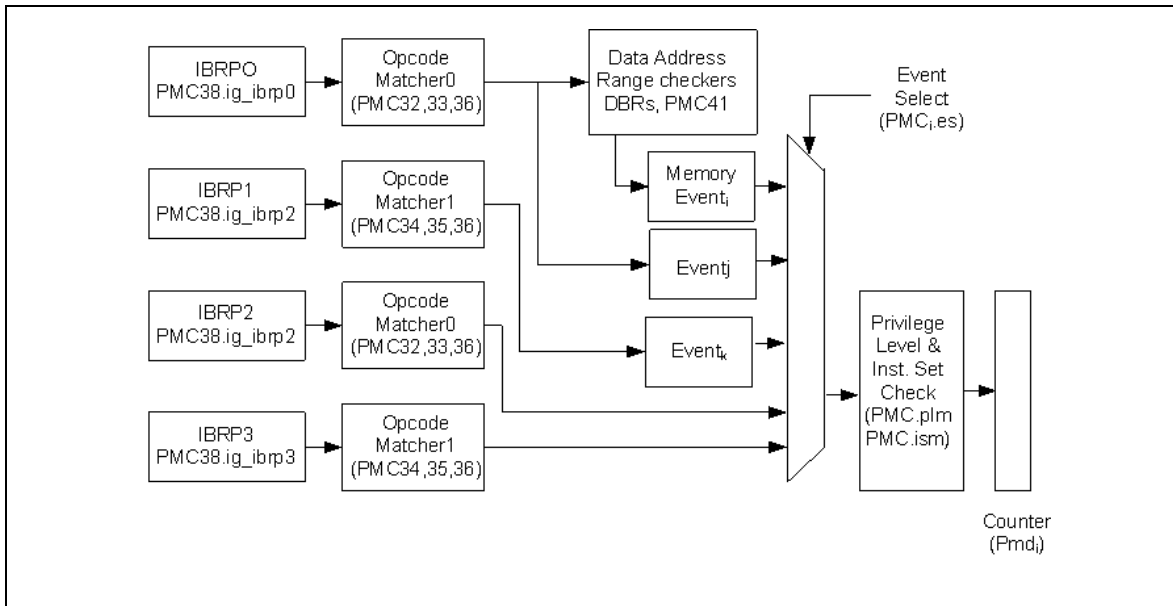 IBRPO
PMC38.ig_ibrp0
Opcode
Matcher0
(PMC32,33,36)
Data Address
Range checkers
DBRs, PMC41
Event
Select
(PMCi.es)
IBRP1
PMC38.ig_ibrp2
Opcode
Matcher1
(PMC34,35,36)
Memory
Eventi
Eventj
IBRP2
PMC38.ig_ibrp2
Opcode
Matcher0
(PMC32,33,36)
Eventk
Privilege
Level &
Inst. Set
Check
(PMC.plm
PMC.ism)
IBRP3
PMC38.ig_ibrp3
Opcode
Matcher1
(PMC34,35,36)
Counter
(Pmdi)